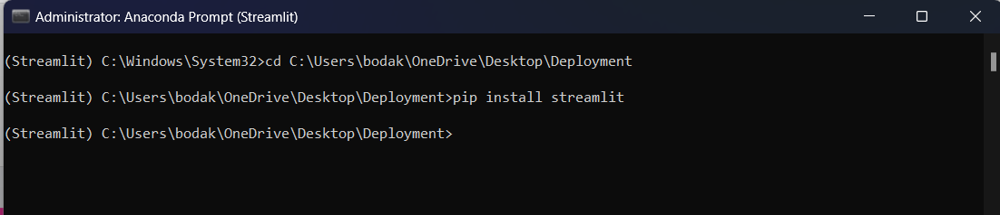 Administrator: Anaconda Prompt (Streamlit)
(Streamlit) C:\Windows\System32>cd C:\Users\bodak\OneDrive\Desktop\Deployment
(Streamlit) C:\Users\bodak\OneDrive\Desktop\Deployment>pip install streamlit
(Streamlit) C:\Users\bodak\OneDrive\Desktop\Deployment>